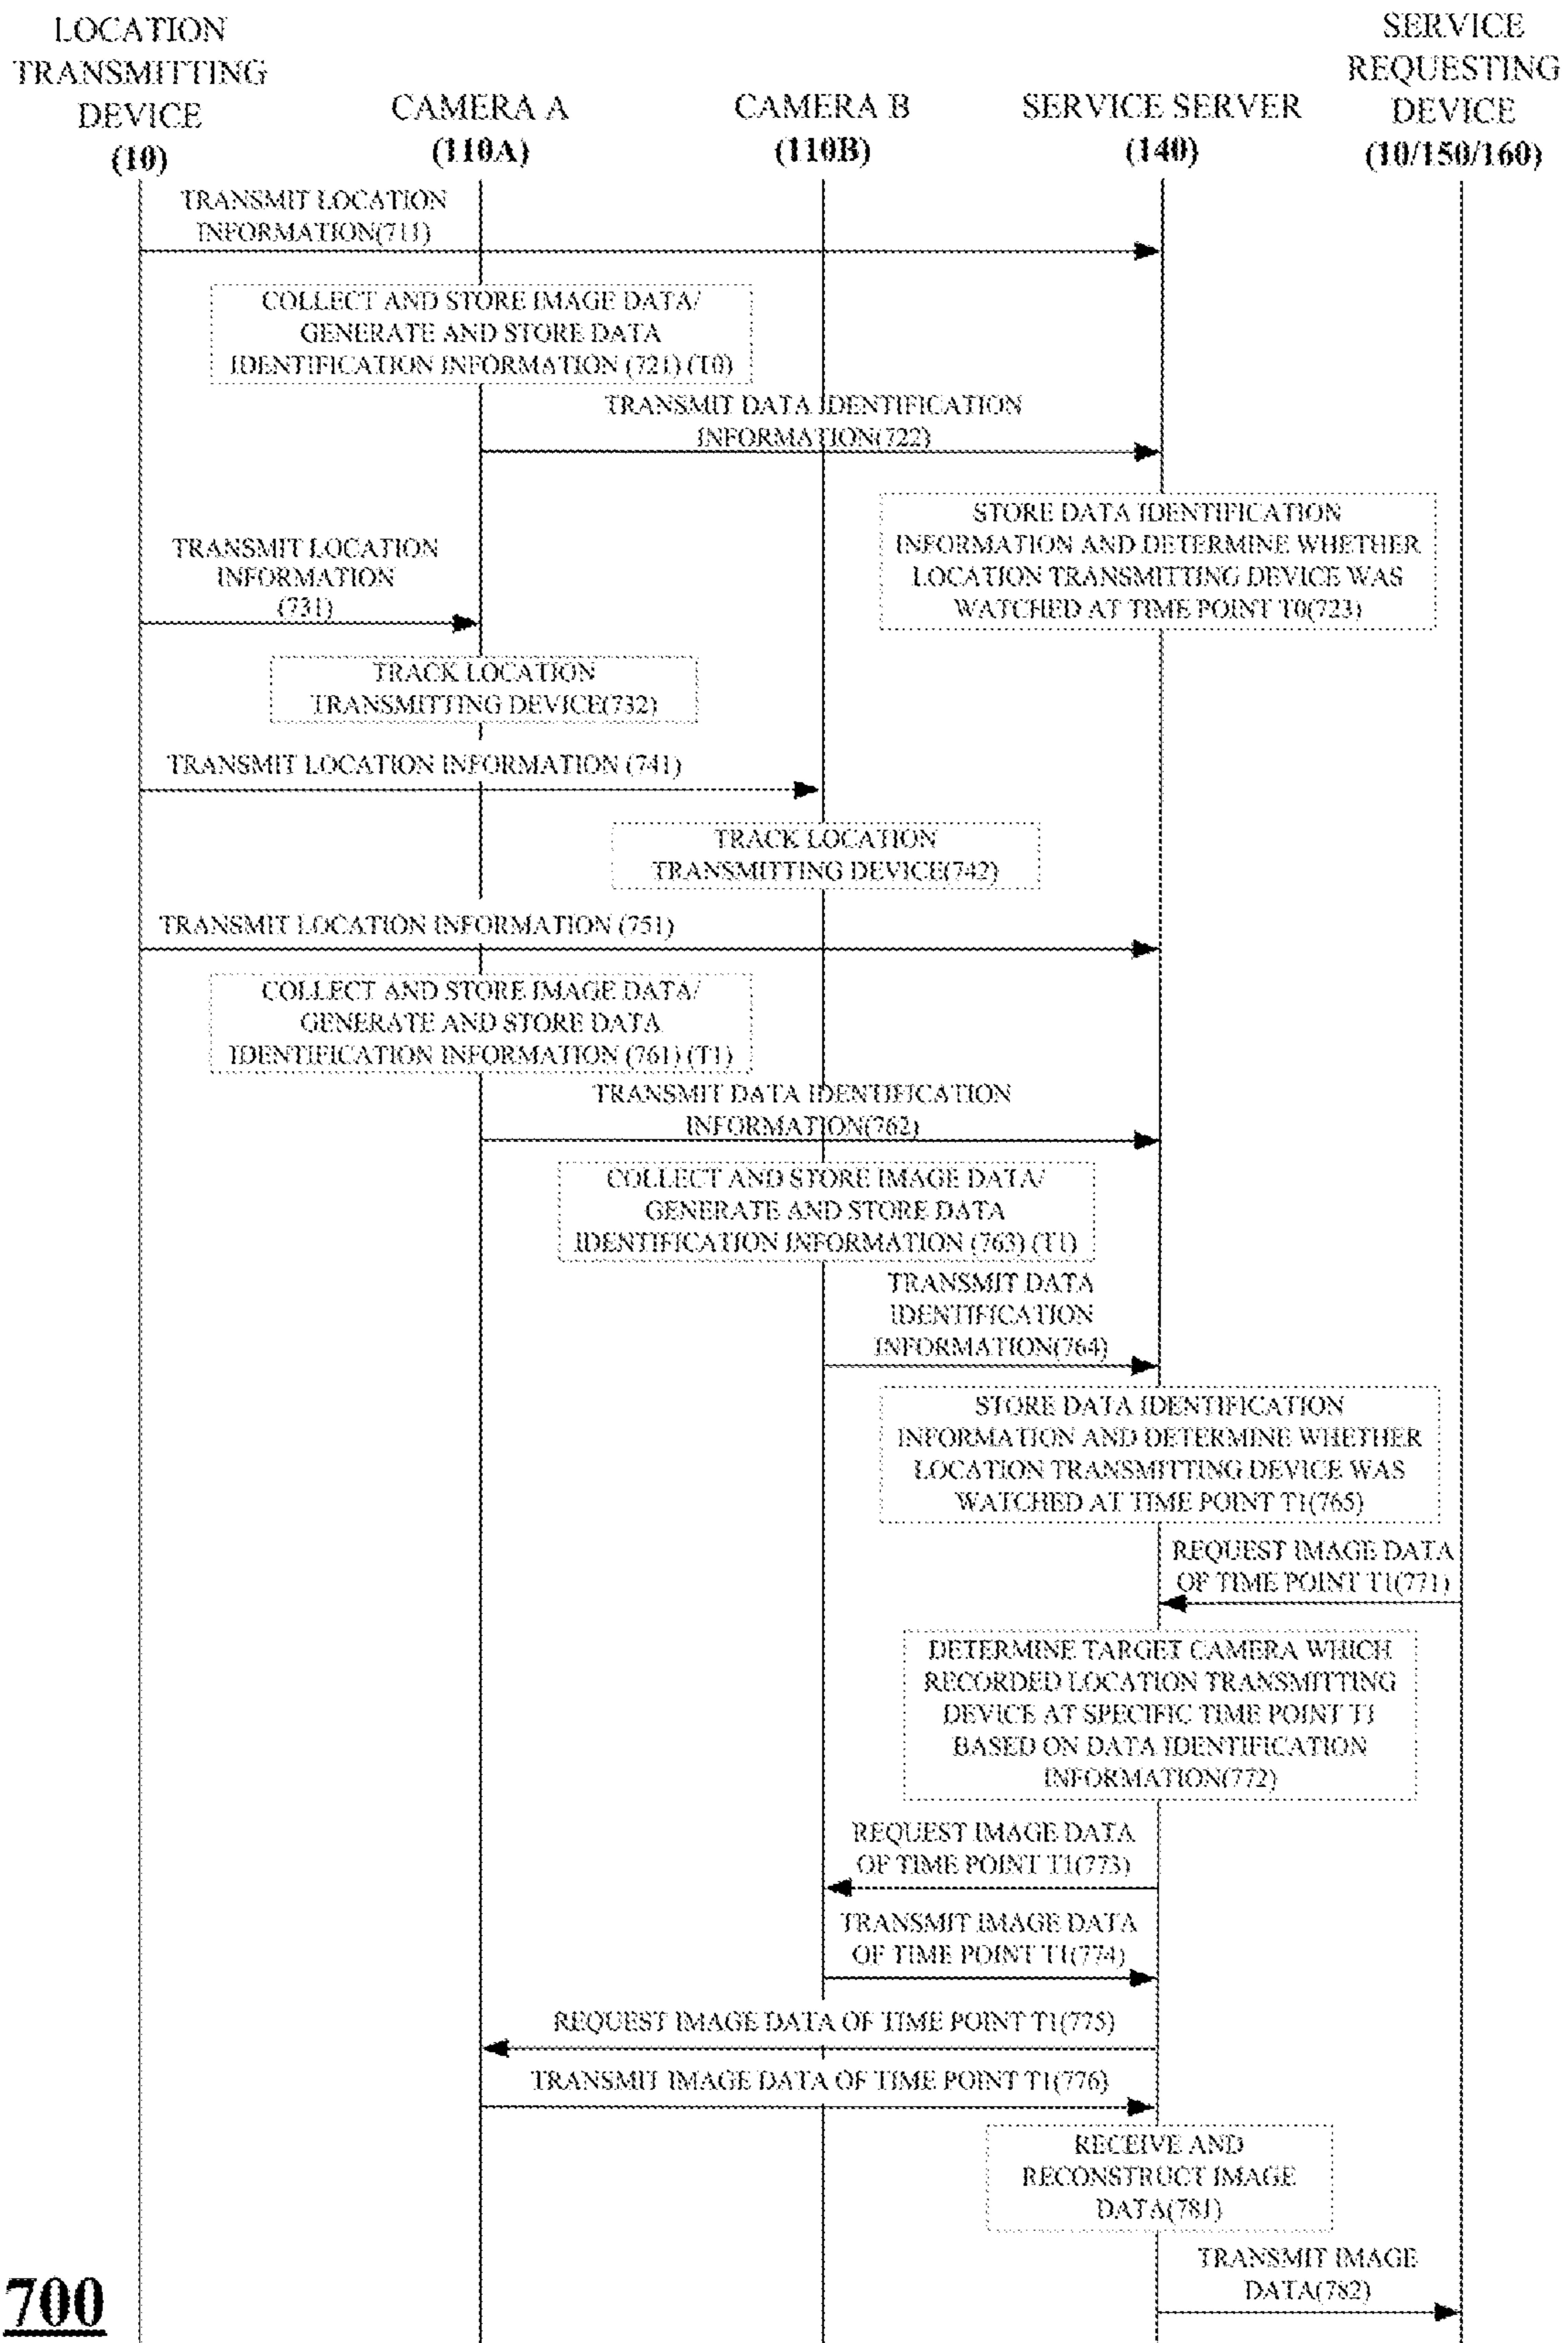 LOCATION
TRANSMITTING
DEVICE
(10)
CAMERA A
(110A)
CAMERA B
(110B)
SERVICE SERVER
(140)
SERVICE
REQUESTING
DEVICE
(10/150/160)
TRANSMIT LOCATION
INFORMATION(711)
COLLECT AND STORE IMAGE DATA/
GENERATE AND STORE DATA
IDENTIFICATION INFORMATION (721) (T0)
TRANSMIT DATA IDENTIFICATION
INFORMATION(722)
STORE DATA IDENTIFICATION
INFORMATION AND DETERMINE WHETHER
LOCATION TRANSMITTING DEVICE WAS
WATCHED AT TIME POINT T0(723)
TRANSMIT LOCATION
INFORMATION
(731)
TRACK LOCATION
TRANSMITTING DEVICE(732)
TRANSMIT LOCATION INFORMATION (741)
TRACK LOCATION
TRANSMITTING DEVICE(742)
TRANSMIT LOCATION INFORMATION (751)
COLLECT AND STORE IMAGE DATA/
GENERATE AND STORE DATA
IDENTIFICATION INFORMATION (761) (T1)
TRANSMIT DATA IDENTIFICATION
INFORMATION(762)
COLLECT AND STORE IMAGE DATA/
GENERATE AND STORE DATA
IDENTIFICATION INFORMATION (763) (T1)
TRANSMIT DATA
IDENTIFICATION
INFORMATION(764)
STORE DATA IDENTIFICATION
INFORMATION AND DETERMINE WHETHER
LOCATION TRANSMITTING DEVICE WAS
WATCHED AT TIME POINT T1(765)
REQUEST IMAGE DATA
OF TIME POINT T1(771)
DETERMINE TARGET CAMERA WHICH
RECORDED LOCATION TRANSMITTING
DEVICE AT SPECIFIC TIME POINT T1
BASED ON DATA IDENTIFICATION
INFORMATION(772)
REQUEST IMAGE DATA
OF TIME POINT T1(773)
TRANSMIT IMAGE DATA
OF TIME POINT T1(774)
REQUEST IMAGE DATA OF TIME POINT T1(775)
TRANSMIT IMAGE DATA OF TIME POINT T1(776)
RECEIVE AND
RECONSTRUCT IMAGE
DATA(781)
TRANSMIT IMAGE
DATA(782)
700